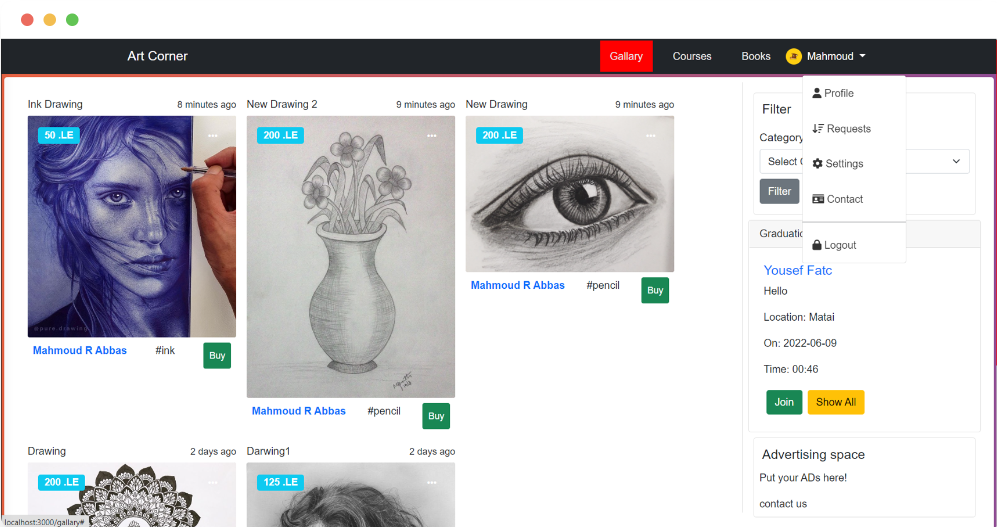 Art Corner
Gallary
Courses
Books
Mahmoud
Profile
Requests
Settings
Contact
Logout
Ink Drawing
8 minutes ago
50 .LE
@pure.drawing
Mahmoud R Abbas
#ink
Buy
New Drawing 2
9 minutes ago
200 .LE
Mahmoud R Abbas
#pencil
Buy
New Drawing
9 minutes ago
200 .LE
Mahmoud R Abbas
#pencil
Buy
Drawing
2 days ago
200 .LE
Darwing1
2 days ago
125 .LE
Filter
Category
Select
Filter
Yousef Fatc
Hello
Location: Matai
On: 2022-06-09
Time: 00:46
Join
Show All
Advertising space
Put your ADs here!
contact us
localhost:3000/gallary#